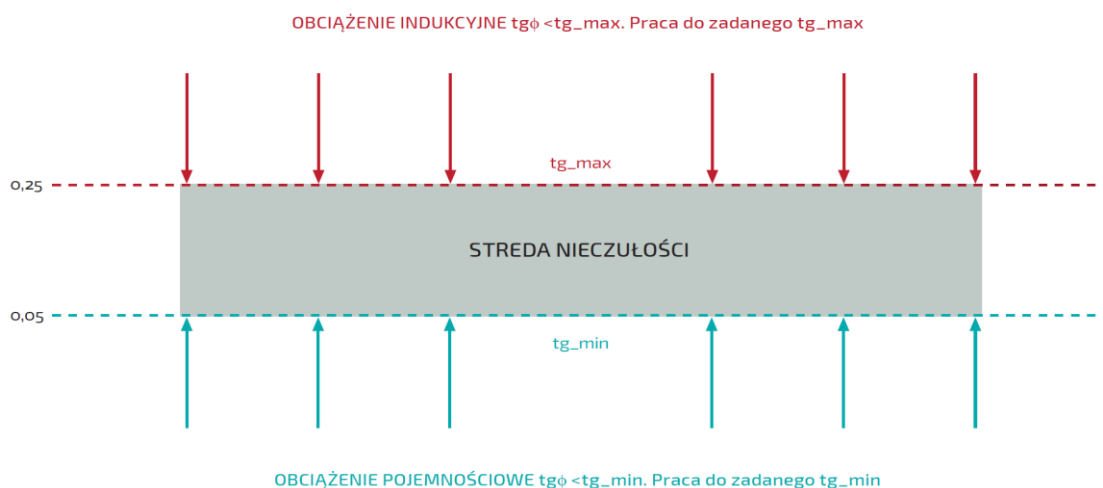 OBCIĄŻENIE INDUKCYJNE tgϕ <tg_max. Praca do zadanego tg_max
tg_max
0,25
STREDA NIECZUŁOŚCI
0,05
tg_min
OBCIĄŻENIE POJEMNOŚCIOWE tgϕ <tg_min. Praca do zadanego tg_min